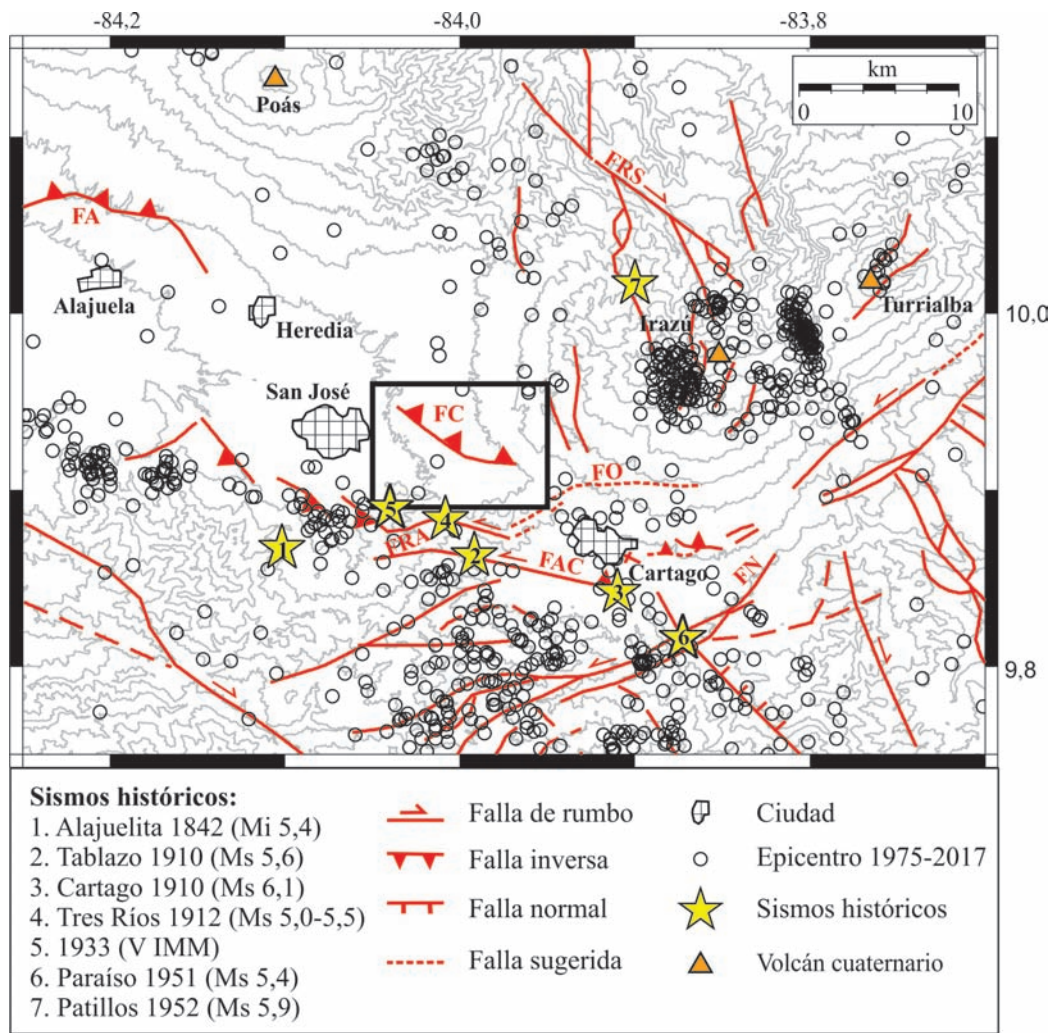 -84,2
-84,0
-83,8
km
0
10
Poás
FRS
FA
Alajuela
Heredia
7
Irazú
Turrialba
10,0
San José
FC
FO
5
4
FRA
1
2
FAC
Cartago
3
FN
6
9,8
Sismos históricos:
1. Alajuelita 1842 (Mi 5,4)
2. Tablazo 1910 (Ms 5,6)
3. Cartago 1910 (Ms 6,1)
4. Tres Ríos 1912 (Ms 5,0-5,5)
5. 1933 (V IMM)
6. Paraíso 1951 (Ms 5,4)
7. Patillos 1952 (Ms 5,9)
Falla de rumbo
Falla inversa
Falla normal
Falla sugerida
Ciudad
Epicentro 1975-2017
Sismos históricos
Volcán cuaternario